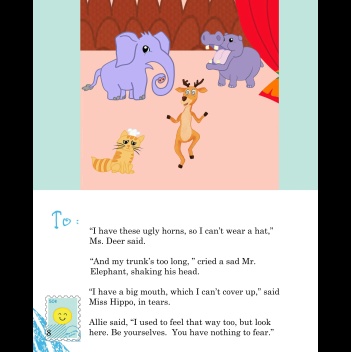 To:
"I have these ugly horns, so I can't wear a hat,"
Ms. Deer said.
"And my trunk's too long, " cried a sad Mr.
Elephant, shaking his head.
"I have a big mouth, which I can't cover up," said
Miss Hippo, in tears.
Allie said, "I used to feel that way too, but look
here. Be yourselves. You have nothing to fear."
8